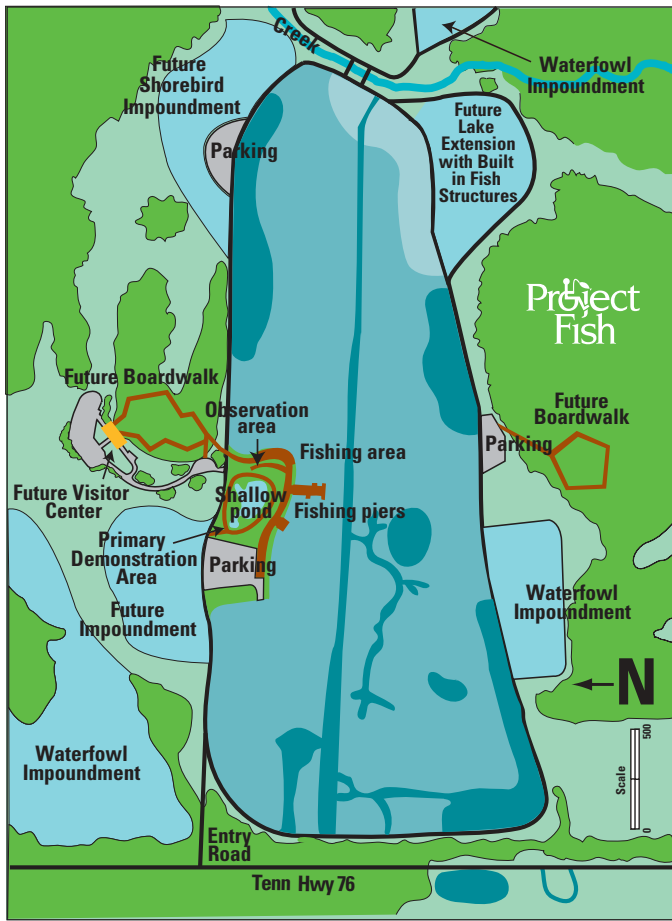 Creek
Waterfowl
Impoundment
Future
Shorebird
Impoundment
Parking
Future
Lake
Extension
with Built
in Fish
Structures
Project
Fish
Future Boardwalk
Observation
area
Future
Boardwalk
Parking
Fishing area
Future Visitor
Center
Shallow
pond
Fishing piers
Primary
Demonstration
Area
Parking
Future
Impoundment
Waterfowl
Impoundment
N
Waterfowl
Impoundment
Scale
500
0
Entry
Road
Tenn Hwy 76